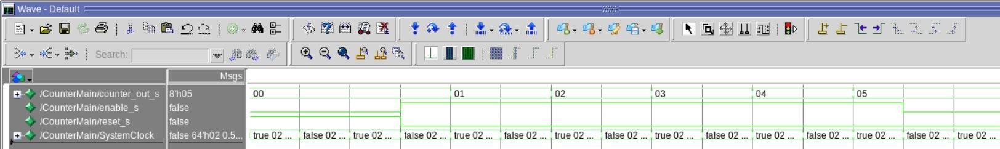 Wave - Default
Search:
Msgs
/CounterMain/counter_out_s 8'h05 00 01 02 03 04 05
/CounterMain/enable_s false
/CounterMain/reset_s false
/CounterMain/SystemClock false 64'h02 0.5... true 02 ... false 02 ... true 02 ... false 02 ... true 02 ... false 02 ... true 02 ... false 02 ... true 02 ... false 02 ... true 02 ... false 02 ... true 02 ... false 02 ... true 02 ...